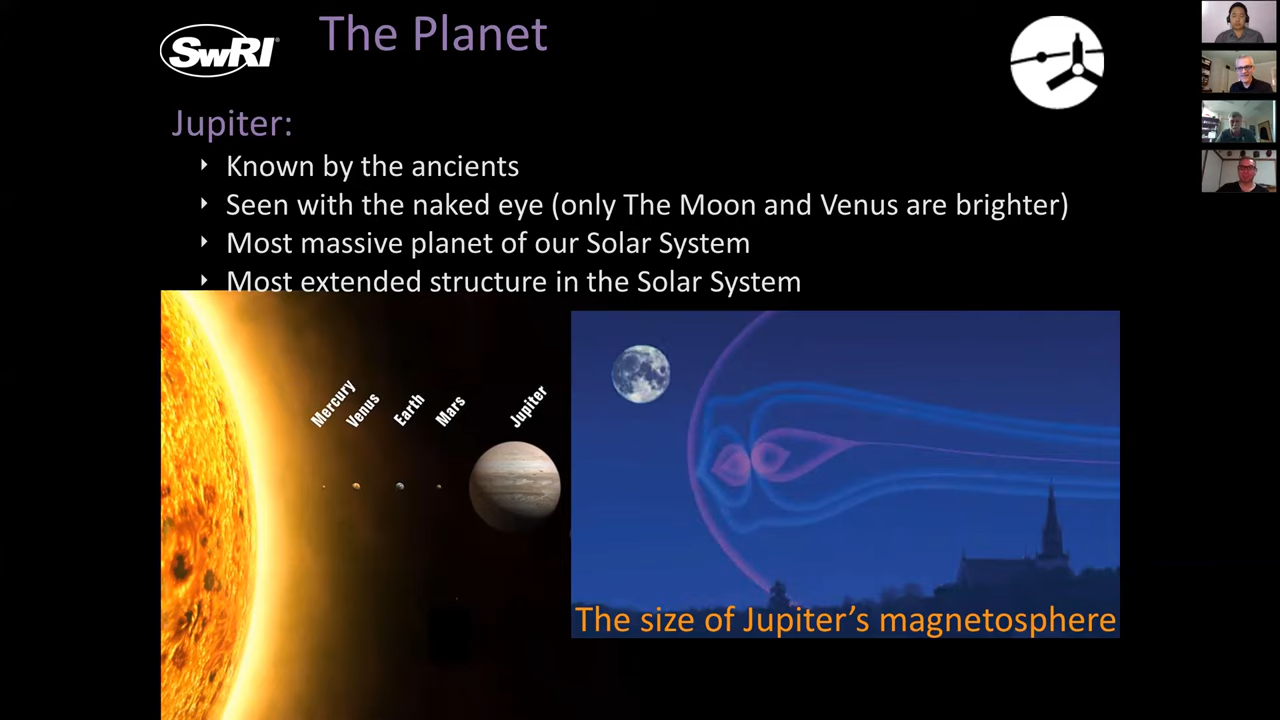 SwRI®
The Planet
Jupiter:
Known by the ancients
Seen with the naked eye (only The Moon and Venus are brighter)
Most massive planet of our Solar System
Most extended structure in the Solar System
Mercury
Venus
Earth
Mars
Jupiter
The size of Jupiter’s magnetosphere